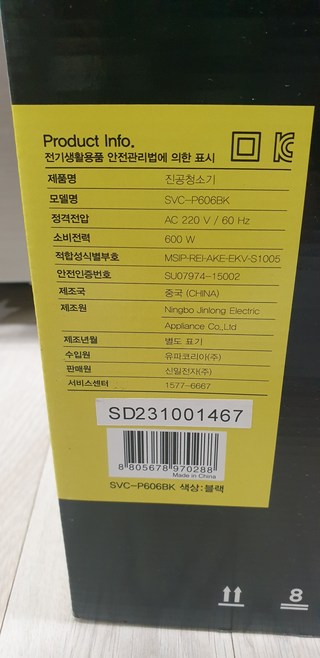 Product Info.
전기생활용품 안전관리법에 의한 표시
제품명 진공청소기
모델명 SVC-P606BK
정격전압 AC 220 V / 60 Hz
소비전력 600 W
적합성식별부호 MSIP-REI-AKE-EKV-S1005
안전인증번호 SU07974-15002
제조국 중국 (CHINA)
제조원 Ningbo Jinlong Electric
Appliance Co.,Ltd
제조년월 별도 표기
수입원 유파코리아(주)
판매원 신일전자(주)
서비스센터 1577-6667
SD231001467
8 805678 970288
Made in China
SVC-P606BK 색상:블랙
8